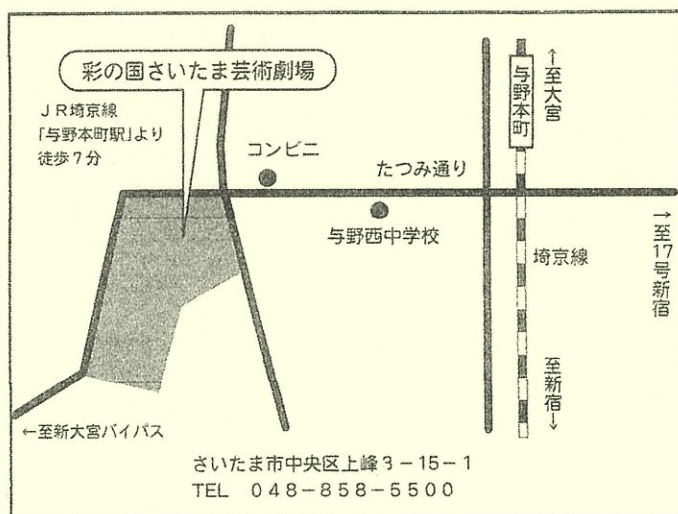 彩の国さいたま芸術劇場
JR埼京線
「与野本町駅」より
徒歩7分
コンビニ
たつみ通り
与野西中学校
与野本町
↑至大宮
埼京線
→至17号新宿
至新宿↓
←至新大宮バイパス
さいたま市中央区上峰3-15-1
TEL 048-858-5500